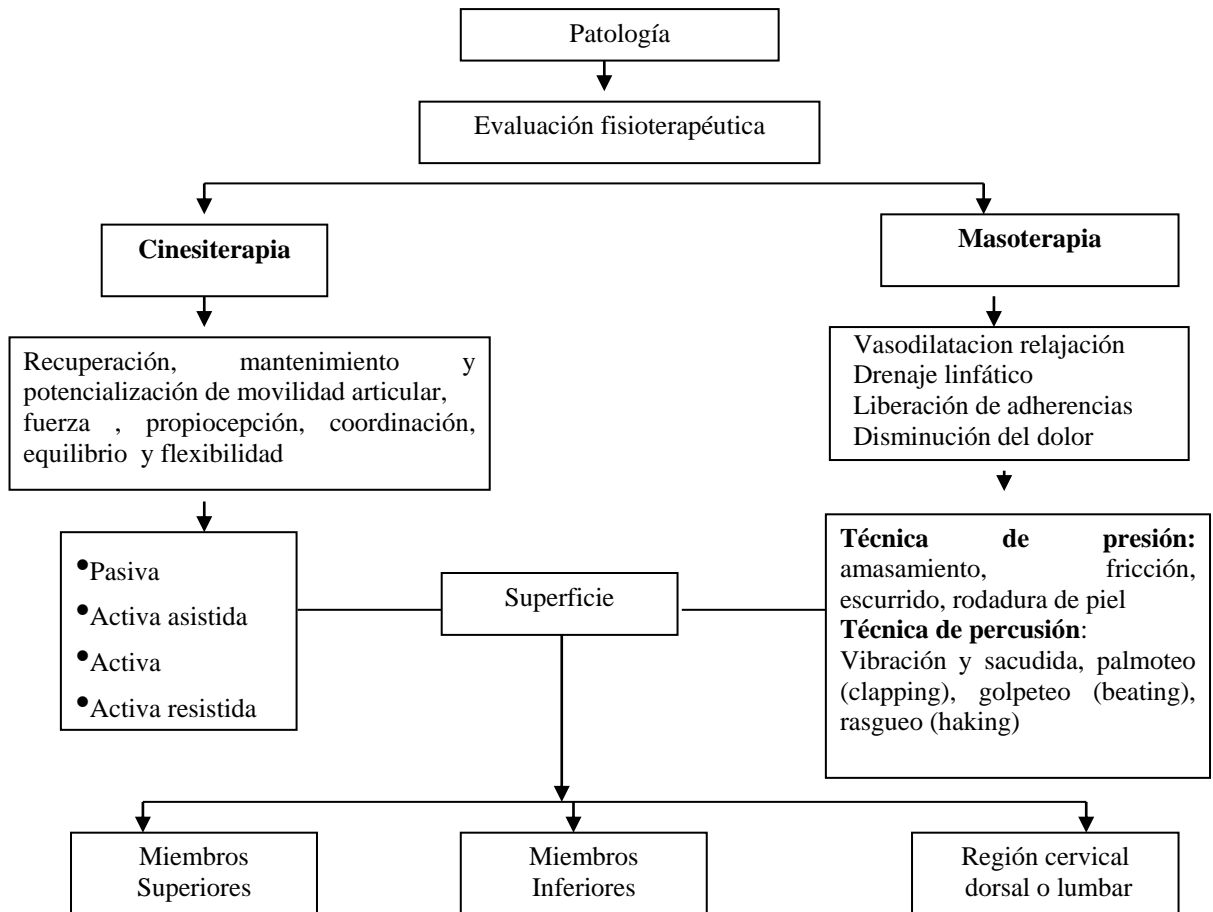 Patología
Evaluación fisioterapéutica
Cinesiterapia
Masoterapia
Recuperación, mantenimiento y
potencialización de movilidad articular,
fuerza , propiocepción, coordinación,
equilibrio y flexibilidad
Vasodilatacion relajación
Drenaje linfático
Liberación de adherencias
Disminución del dolor
•Pasiva
•Activa asistida
•Activa
•Activa resistida
Superficie
Técnica de presión:
amasamiento, fricción,
escurrido, rodadura de piel
Técnica de percusión:
Vibración y sacudida, palmoteo
(clapping), golpeteo (beating),
rasgueo (haking)
Miembros
Superiores
Miembros
Inferiores
Región cervical
dorsal o lumbar